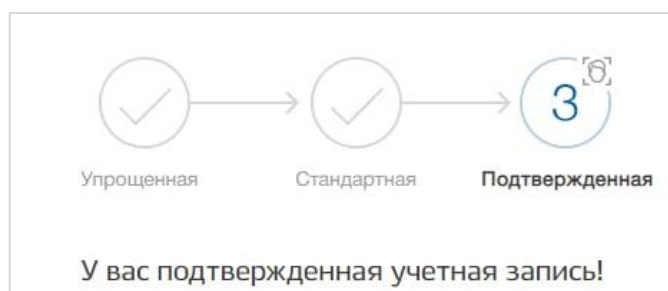 3
Упрощенная Стандартная Подтвержденная
У вас подтвержденная учетная запись!